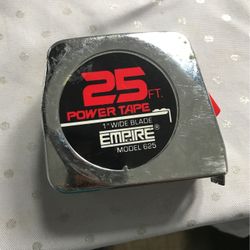 25 FT.
POWER TAPE
1" WIDE BLADE
EMPIRE ®
MODEL 625